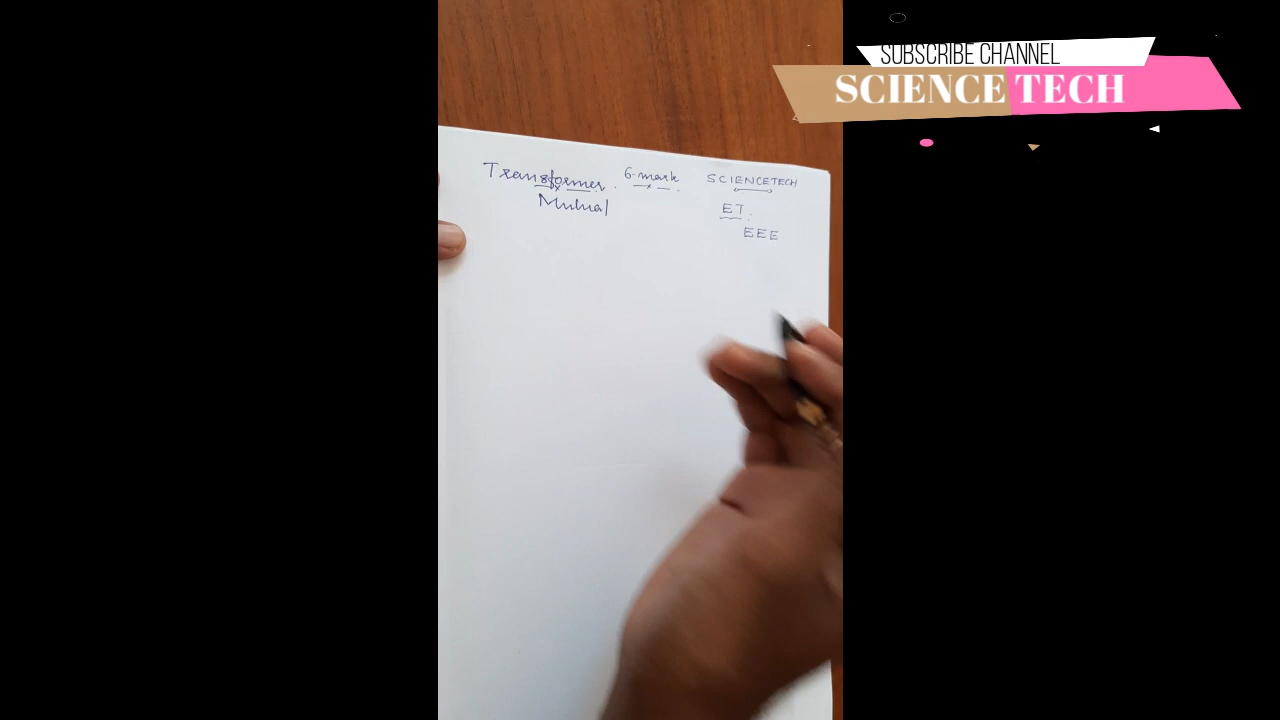 SUBSCRIBE CHANNEL
SCIENCE TECH
Transformer. 6-mark. SCIENCETECH
Mutual ET:
EEE